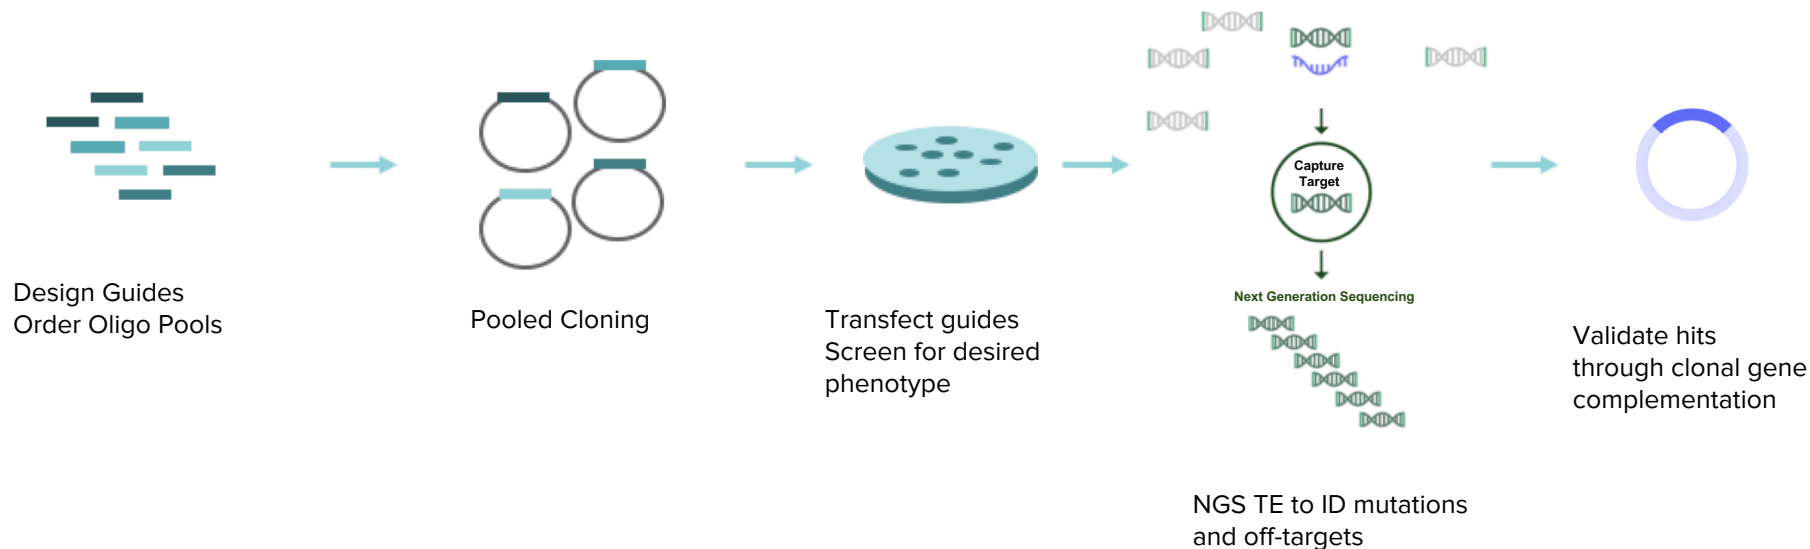 Design Guides
Order Oligo Pools
Pooled Cloning
Transfect guides
Screen for desired
phenotype
Capture
Target
Next Generation Sequencing
NGS TE to ID mutations
and off-targets
Validate hits
through clonal gene
complementation